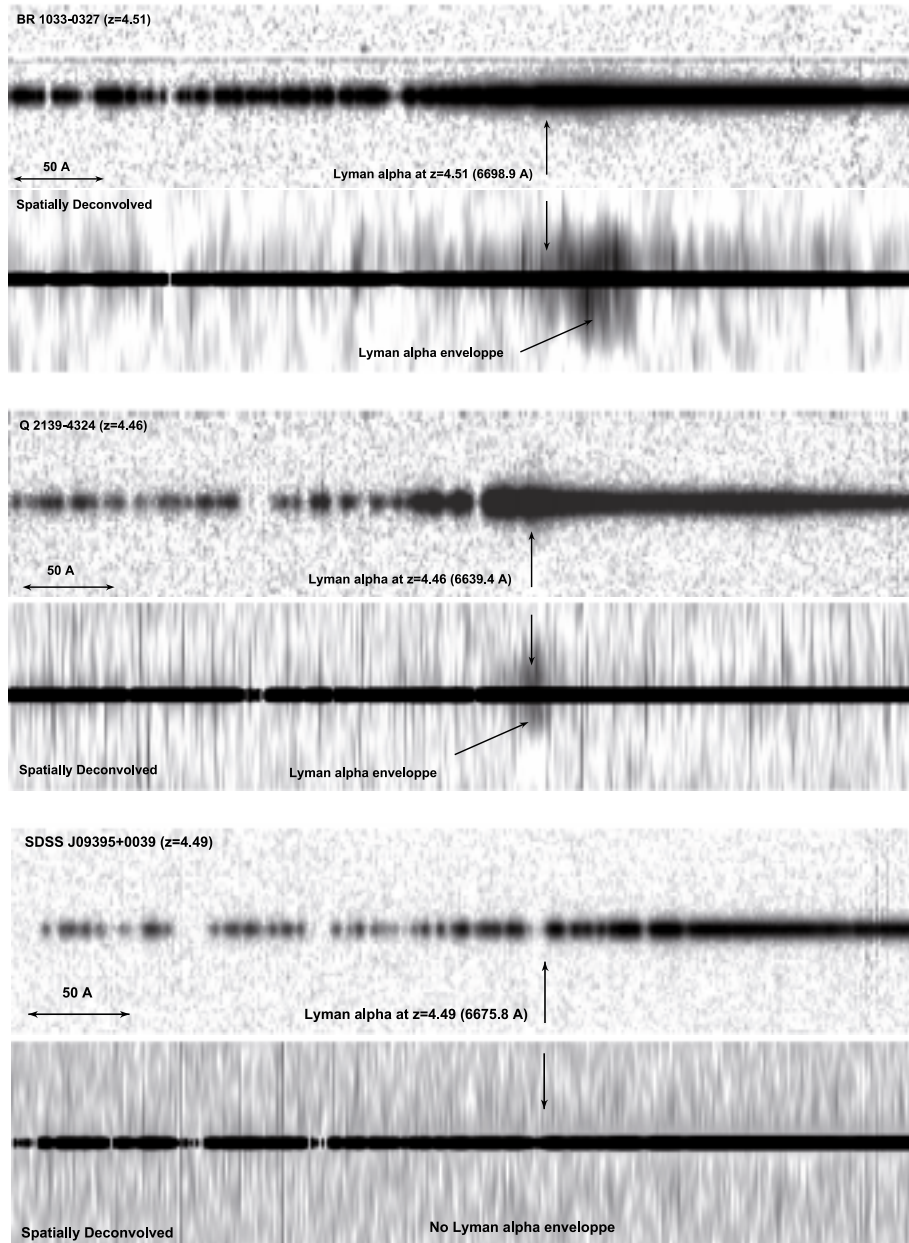 BR 1033-0327 (z=4.51)
50 A
Lyman alpha at z=4.51 (6698.9 A)
Spatially Deconvolved
Lyman alpha enveloppe
Q 2139-4324 (z=4.46)
50 A
Lyman alpha at z=4.46 (6639.4 A)
Spatially Deconvolved
Lyman alpha enveloppe
SDSS J09395+0039 (z=4.49)
50 A
Lyman alpha at z=4.49 (6675.8 A)
Spatially Deconvolved
No Lyman alpha enveloppe